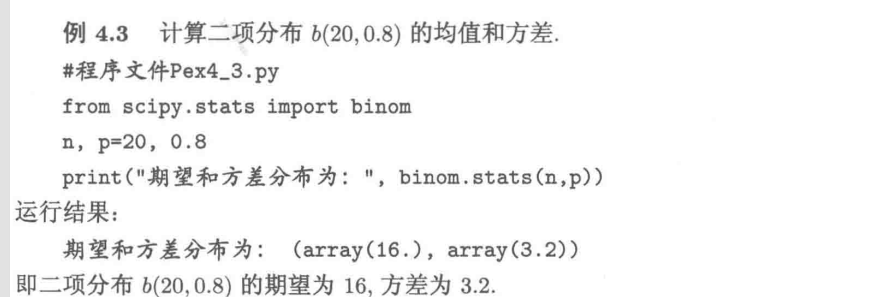 例 4.3 计算二项分布 b(20,0.8) 的均值和方差.
#程序文件Pex4_3.py
from scipy.stats import binom
n, p=20, 0.8
print("期望和方差分布为: ", binom.stats(n,p))
运行结果:
期望和方差分布为: (array(16.), array(3.2))
即二项分布 b(20,0.8) 的期望为 16, 方差为 3.2.